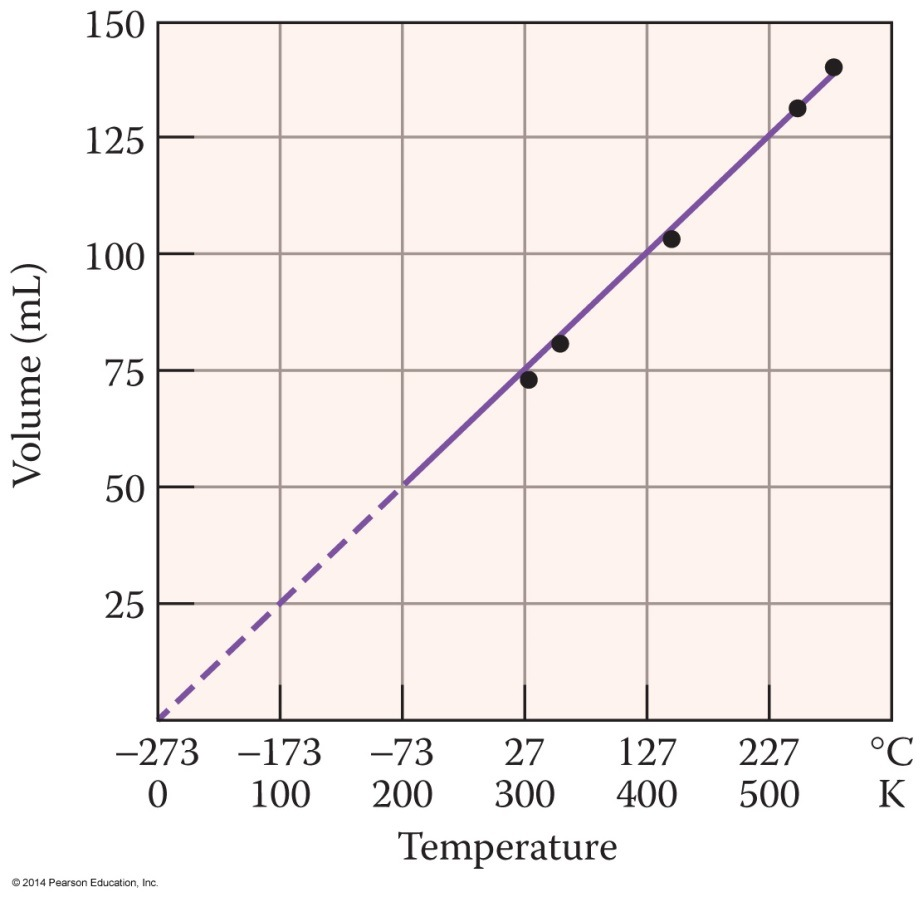 150
125
100
75
50
25
Volume (mL)
–273 –173 –73 27 127 227 °C
0 100 200 300 400 500 K
Temperature
© 2014 Pearson Education, Inc.